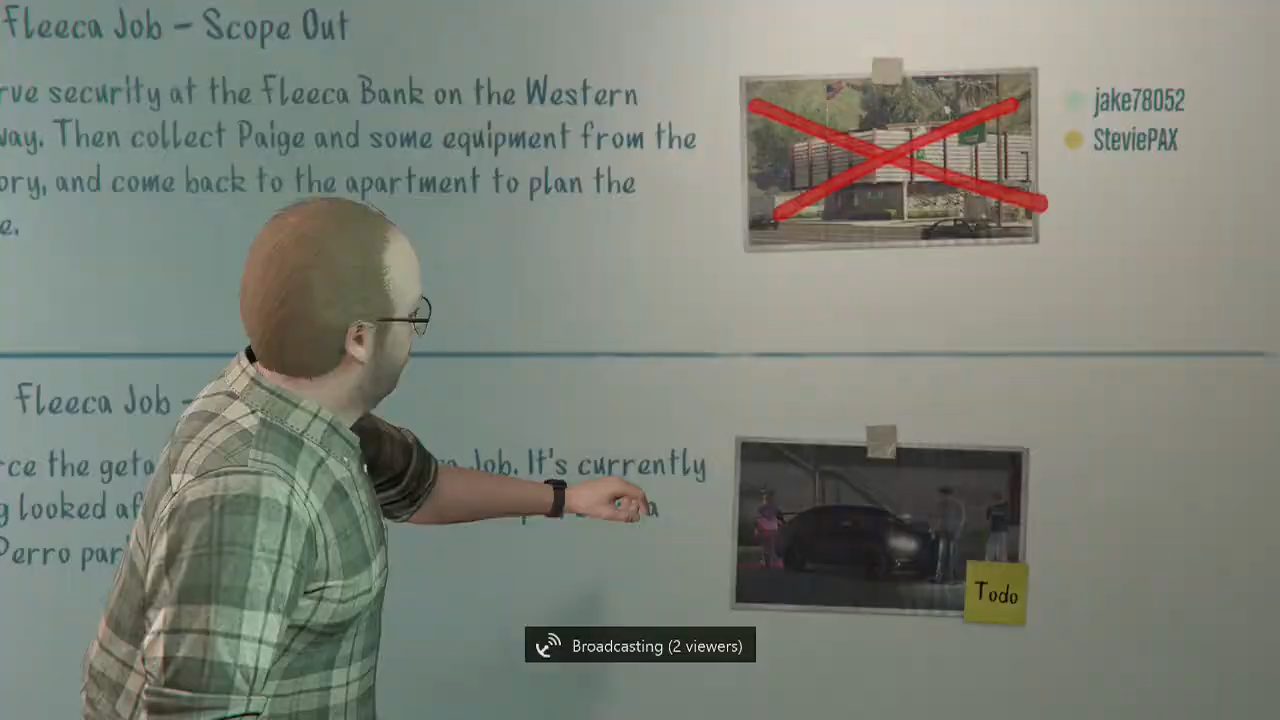 Fleeca Job - Scope Out
rve security at the Fleeca Bank on the Western
way. Then collect Paige and some equipment from the
ory, and come back to the apartment to plan the
e.
jake78052
SteviePAX
Fleeca Job -
rce the geta Job. It's currently
g looked af a
Perro par
Todo
Broadcasting (2 viewers)